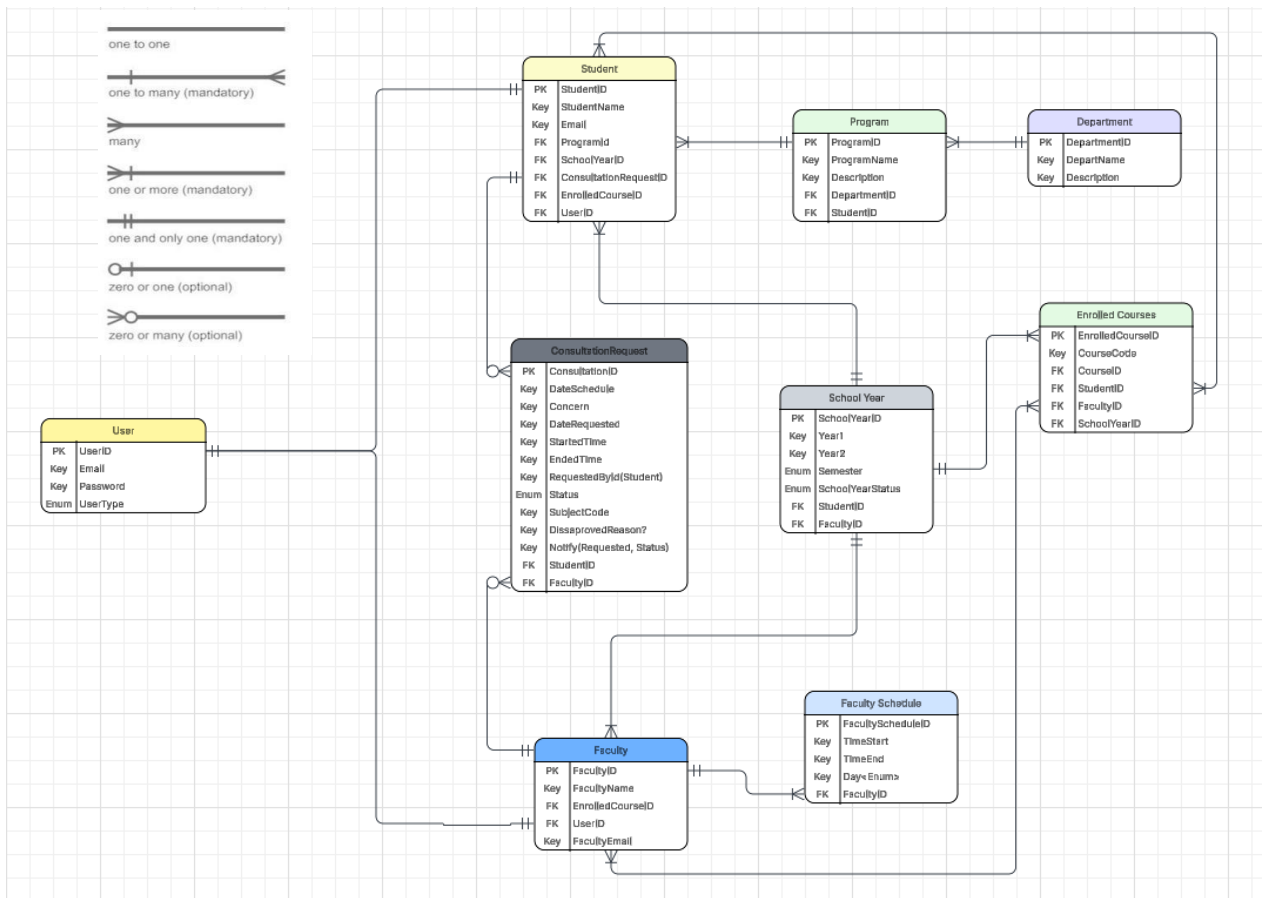 one to one
one to many (mandatory)
many
one or more (mandatory)
one and only one (mandatory)
zero or one (optional)
zero or many (optional)
Student
PK StudentID
Key StudentName
Key Email
FK ProgramId
FK SchoolYearID
FK ConsultationRequestID
FK EnrolledCourseID
FK UserID
Program
PK ProgramID
Key ProgramName
Key Description
FK DepartmentID
FK StudentID
Department
PK DepartmentID
Key DepartName
Key Description
Enrolled Courses
PK EnrolledCourseID
Key CourseCode
FK CourseID
FK StudentID
FK FacultyID
FK SchoolYearID
ConsultationRequest
PK ConsultationID
Key DateSchedule
Key Concern
Key DateRequested
Key StartedTime
Key EndedTime
Key RequestedById(Student)
Enum Status
Key SubjectCode
Key DissaprovedReason?
Key Notify(Requested, Status)
FK StudentID
FK FacultyID
School Year
PK SchoolYearID
Key Year1
Key Year2
Enum Semester
Enum SchoolYearStatus
FK StudentID
FK FacultyID
User
PK UserID
Key Email
Key Password
Enum UserType
Faculty Schedule
PK FacultyScheduleID
Key TimeStart
Key TimeEnd
Key Day<Enum>
FK FacultyID
Faculty
PK FacultyID
Key FacultyName
FK EnrolledCourseID
FK UserID
Key FacultyEmail